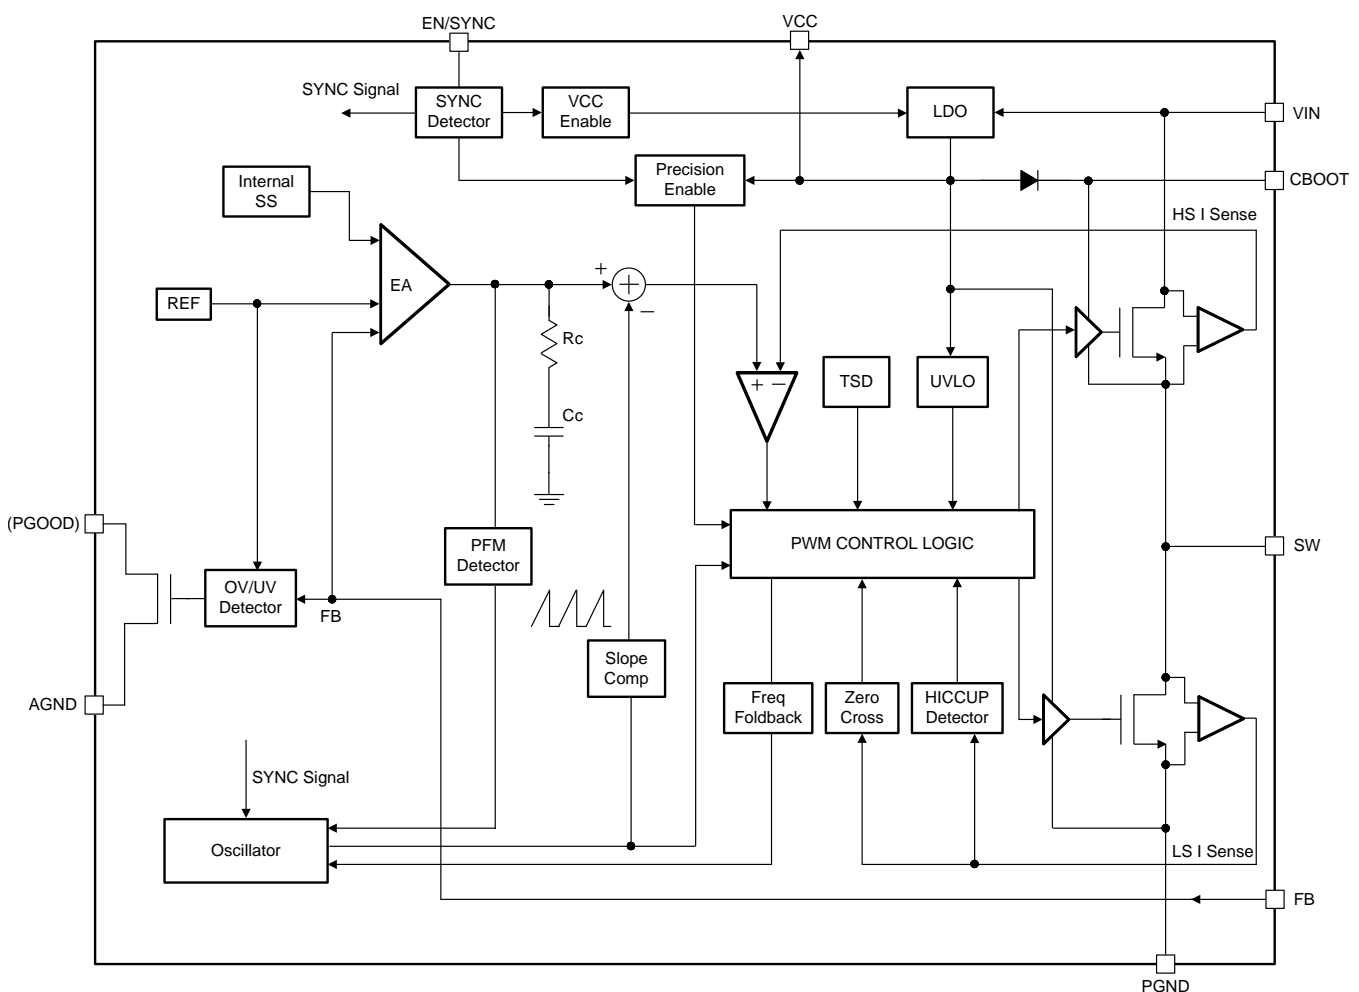 EN/SYNC
VCC
SYNC Signal
SYNC
Detector
VCC
Enable
LDO
VIN
Internal
SS
Precision
Enable
CBOOT
HS I Sense
EA
+
+
−
REF
Rc
TSD
UVLO
+ −
Cc
(PGOOD)
PFM
Detector
PWM CONTROL LOGIC
SW
OV/UV
Detector
FB
Slope
Comp
AGND
Freq
Foldback
Zero
Cross
HICCUP
Detector
SYNC Signal
Oscillator
LS I Sense
FB
PGND